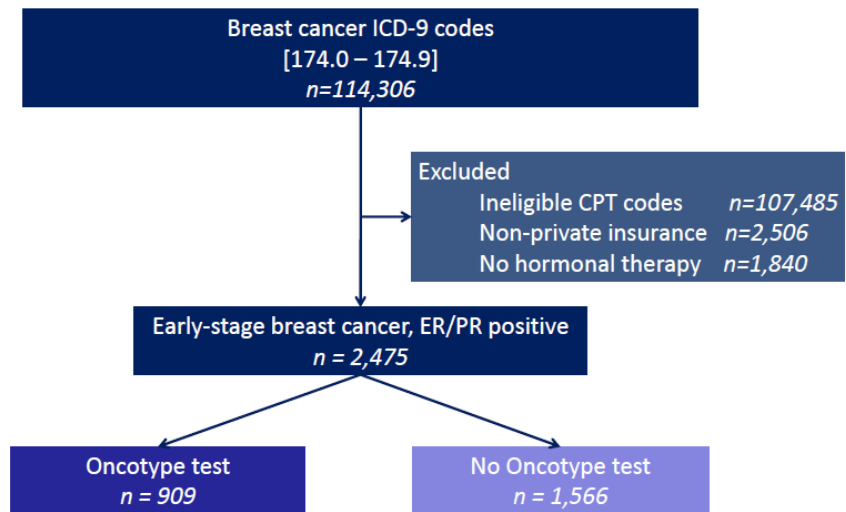 Breast cancer ICD-9 codes
[174.0 – 174.9]
n=114,306
Excluded
Ineligible CPT codes n=107,485
Non-private insurance n=2,506
No hormonal therapy n=1,840
Early-stage breast cancer, ER/PR positive
n = 2,475
Oncotype test
n = 909
No Oncotype test
n = 1,566